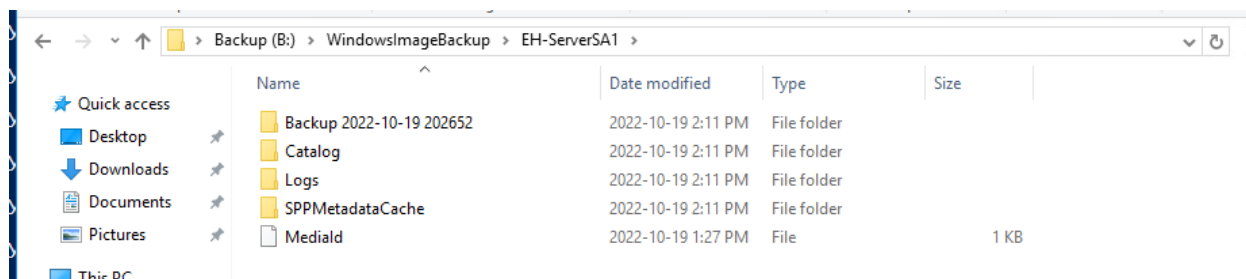 Backup (B:) > WindowsImageBackup > EH-ServerSA1 >
Name Date modified Type Size
Quick access
Desktop
Downloads
Documents
Pictures
This PC
Backup 2022-10-19 202652 2022-10-19 2:11 PM File folder
Catalog 2022-10-19 2:11 PM File folder
Logs 2022-10-19 2:11 PM File folder
SPPMetadataCache 2022-10-19 2:11 PM File folder
MediaId 2022-10-19 1:27 PM File 1 KB